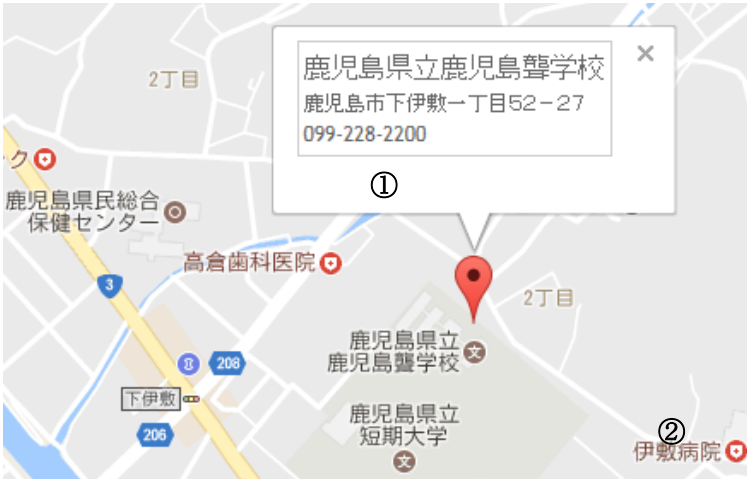 鹿児島県立鹿児島聾学校
鹿児島市下伊敷一丁目52－27
099-228-2200
①
2丁目
ク
鹿児島県民総合
保健センター
高倉歯科医院
3
2丁目
鹿児島県立
鹿児島聾学校
文
208
下伊敷
206
鹿児島県立
短期大学
文
②
伊敷病院